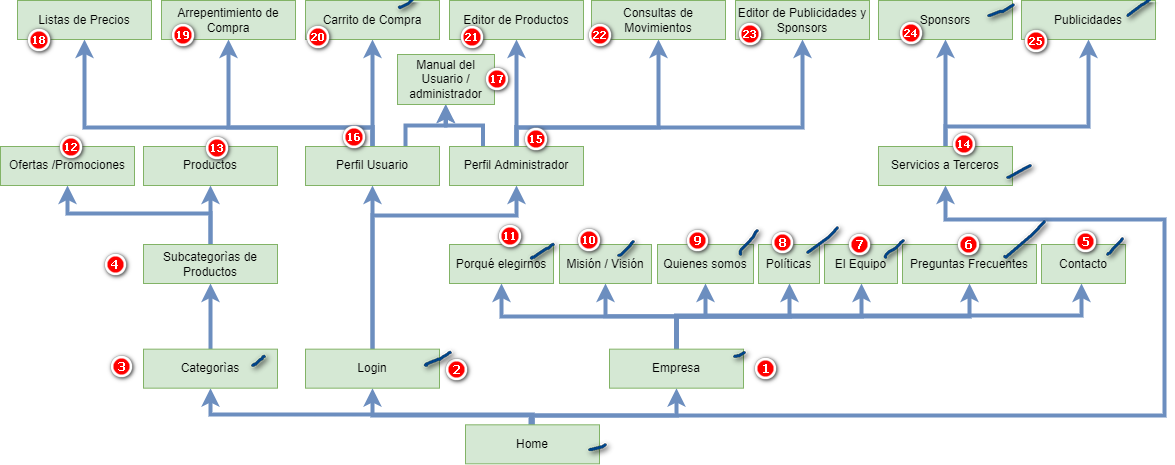 Listas de Precios
18
Arrepentimiento de
Compra
19
Carrito de Compra
20
Editor de Productos
21
Consultas de
Movimientos
22
Editor de Publicidades y
Sponsors
23
Sponsors
24
Publicidades
25
Manual del
Usuario /
administrador
17
Ofertas /Promociones
12
Productos
13
Perfil Usuario
16
Perfil Administrador
15
Servicios a Terceros
14
Subcategorìas de
Productos
4
Porqué elegirnos
11
Misión / Visión
10
Quienes somos
9
Políticas
8
El Equipo
7
Preguntas Frecuentes
6
Contacto
5
Categorìas
3
Login
2
Empresa
1
Home